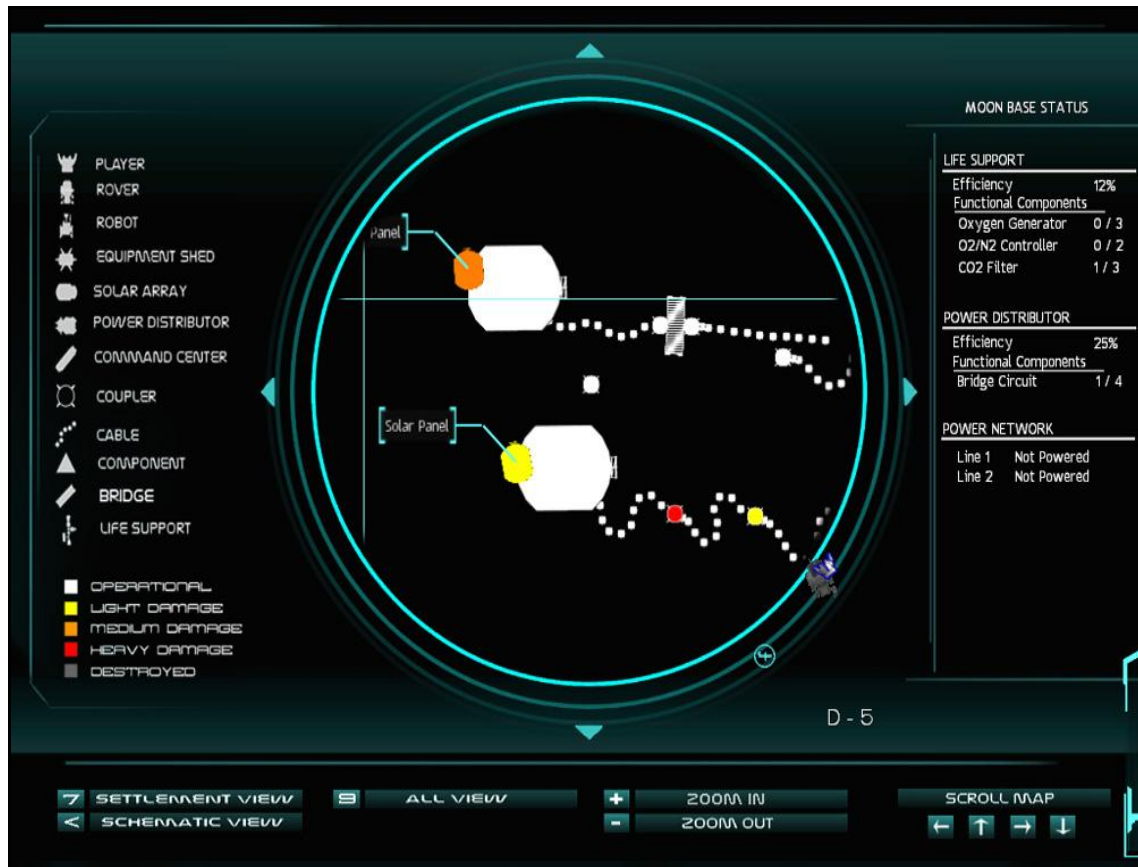 PLAYER
ROVER
ROBOT
EQUIPMENT SHED
SOLAR ARRAY
POWER DISTRIBUTOR
COMMAND CENTER
COUPLER
CABLE
COMPONENT
BRIDGE
LIFE SUPPORT
OPERATIONAL
LIGHT DAMAGE
MEDIUM DAMAGE
HEAVY DAMAGE
DESTROYED
Panel
Solar Panel
4
D - 5
MOON BASE STATUS
LIFE SUPPORT
Efficiency 12%
Functional Components
Oxygen Generator 0 / 3
O2/N2 Controller 0 / 2
CO2 Filter 1 / 3
POWER DISTRIBUTOR
Efficiency 25%
Functional Components
Bridge Circuit 1 / 4
POWER NETWORK
Line 1 Not Powered
Line 2 Not Powered
7 SETTLEMENT VIEW
< SCHEMATIC VIEW
9 ALL VIEW
+ ZOOM IN
- ZOOM OUT
SCROLL MAP
← ↑ → ↓